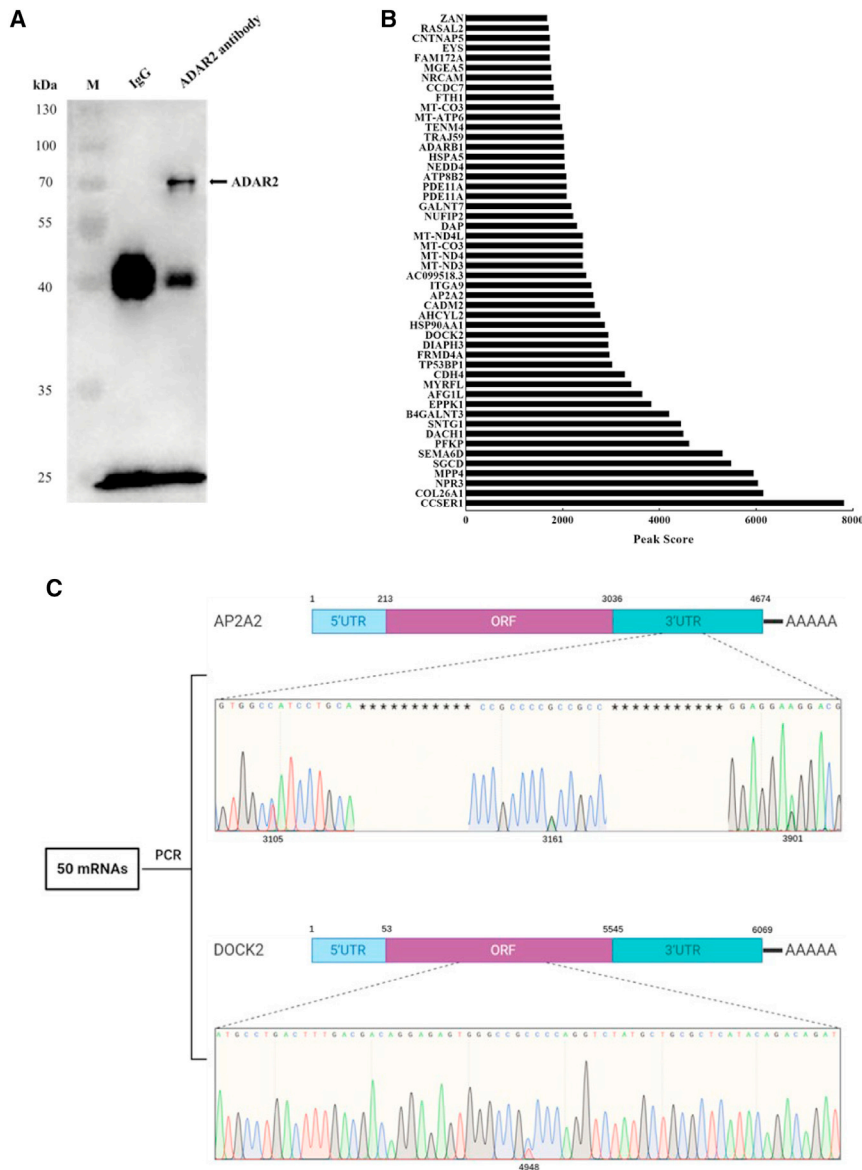 A
kDa
M
IgG
ADAR2 antibody
130
100
70
55
40
35
25
ADAR2
B
ZAN
RASAL2
CNTNAP5
EYS
FAM172A
MGEA5
NRCAM
CCDC7
FTH1
MT-CO3
MT-ATP6
TENM4
TRAJ59
ADARB1
HSPA5
NEDD4
ATP8B2
PDE11A
PDE11A
GALNT7
NUFIP2
DAP
MT-ND4L
MT-CO3
MT-ND4
MT-ND3
AC099518.3
ITGA9
AP2A2
CADM2
AHCYL2
HSP90AA1
DOCK2
DIAPH3
FRMD4A
TP53BP1
CDH4
MYRFL
AFG1L
EPPK1
B4GALNT3
SNTG1
DACH1
PFKP
SEMA6D
SGCD
MPP4
NPR3
COL26A1
CCSER1
0 2000 4000 6000 8000
Peak Score
C
1 213 3036 4674
AP2A2 5'UTR ORF 3'UTR AAAAA
GTGGCCATCCTGCA *********** CCGCCCCGCCGCC *********** GGAGGAAGGACG
3105 3161 3901
50 mRNAs
PCR
1 53 5545 6069
DOCK2 5'UTR ORF 3'UTR AAAAA
ATGCCTGACTTTGACGACAGGAGAGTGGGCCGCCCCAGGTCTATGCTGCGCTCATACAGACAGAT
4948